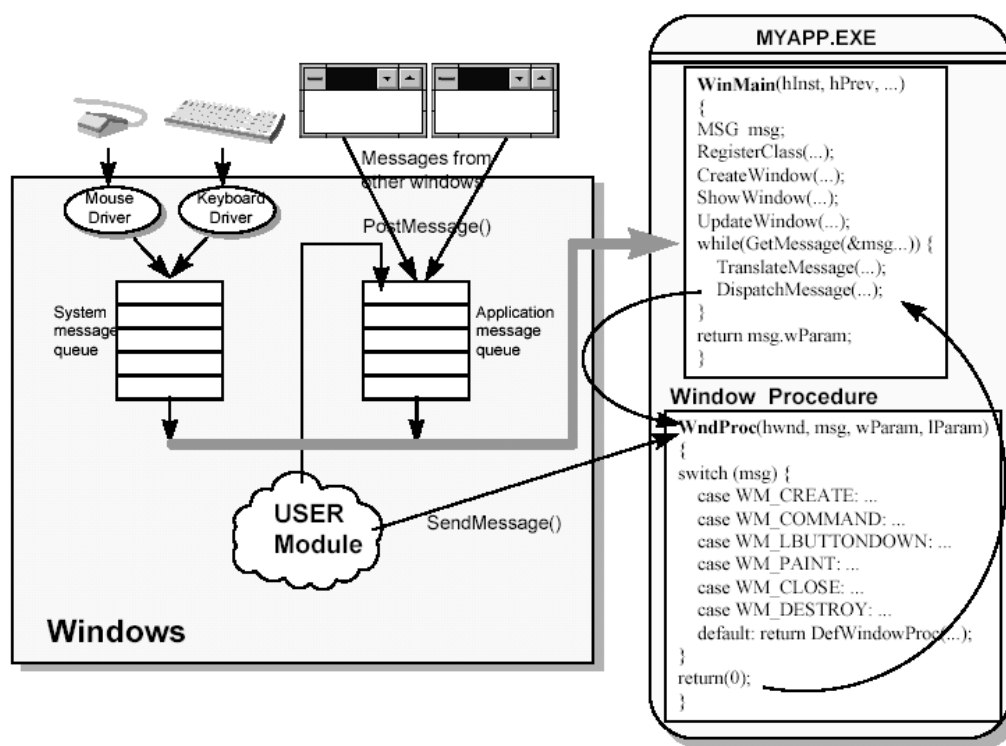 Messages from
other windows
Mouse
Driver
Keyboard
Driver
PostMessage()
System
message
queue
Application
message
queue
USER
Module
SendMessage()
Windows
MYAPP.EXE
WinMain(hInst, hPrev, ...)
{
MSG msg;
RegisterClass(...);
CreateWindow(...);
ShowWindow(...);
UpdateWindow(...);
while(GetMessage(&msg...)) {
TranslateMessage(...);
DispatchMessage(...);
}
return msg.wParam;
}
Window Procedure
WndProc(hwnd, msg, wParam, lParam)
{
switch (msg) {
case WM_CREATE: ...
case WM_COMMAND: ...
case WM_LBUTTONDOWN: ...
case WM_PAINT: ...
case WM_CLOSE: ...
case WM_DESTROY: ...
default: return DefWindowProc(...);
}
return(0);
}